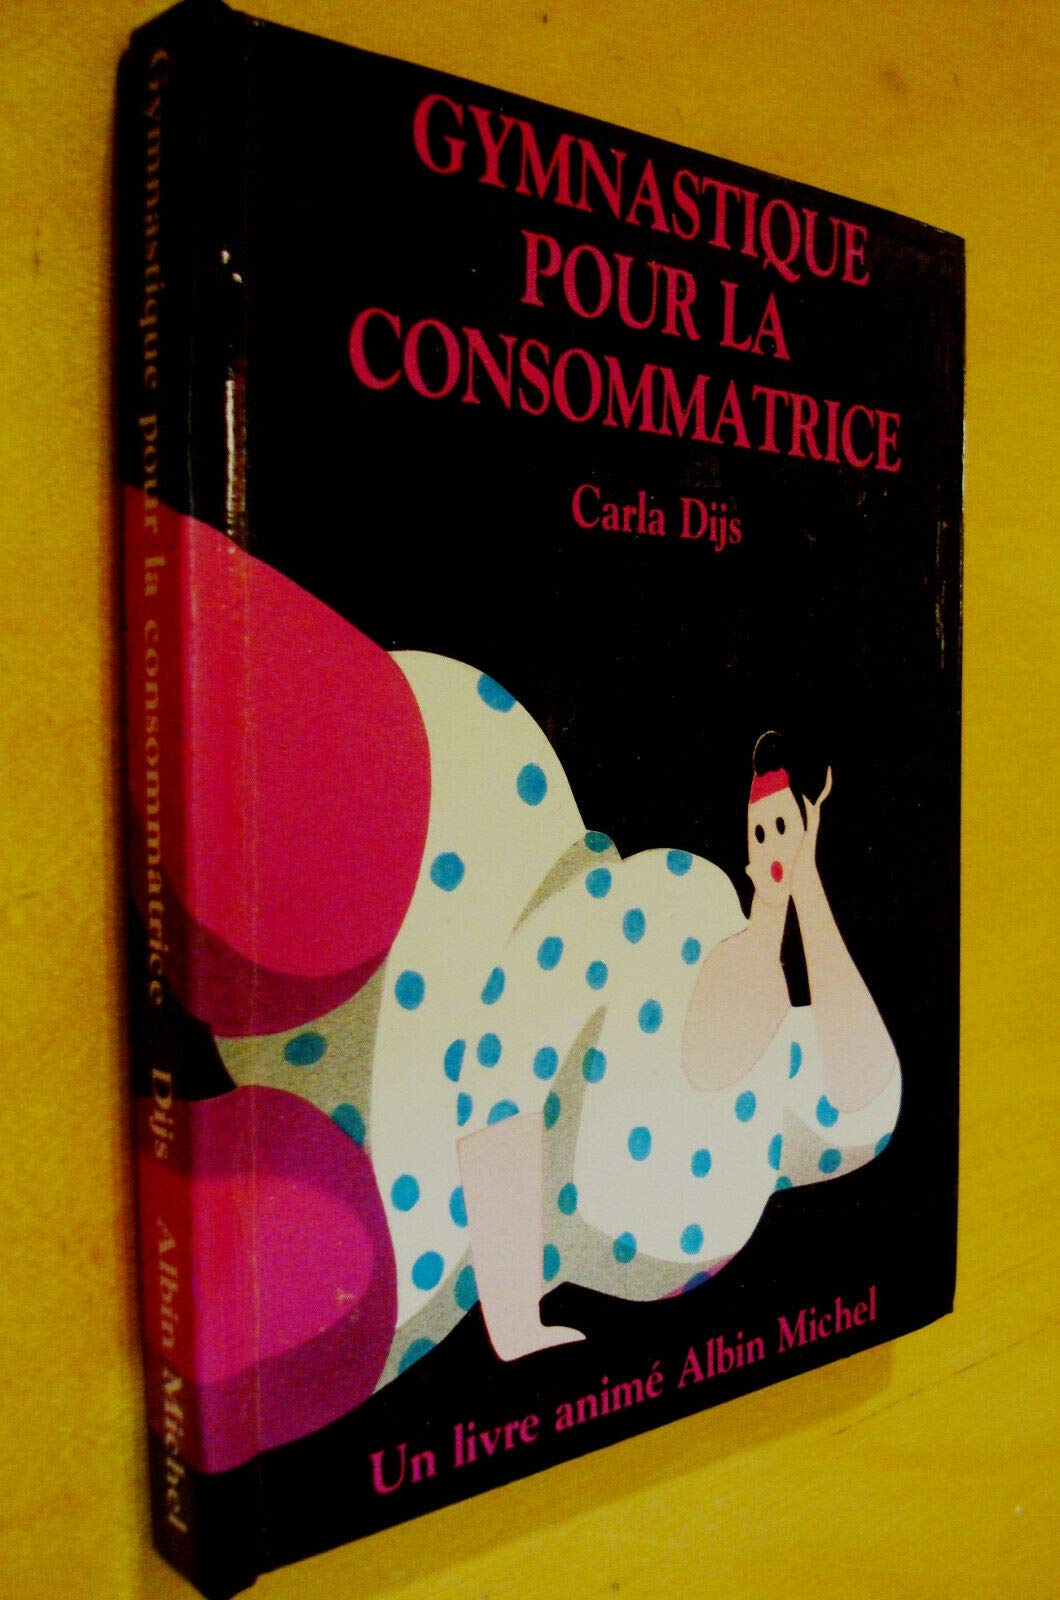 GYMNASTIQUE
POUR LA
CONSOMMATRICE
Carla Dijs
Un livre animé Albin Michel
Gymnastique pour la consommatrice Dijs Albin Michel